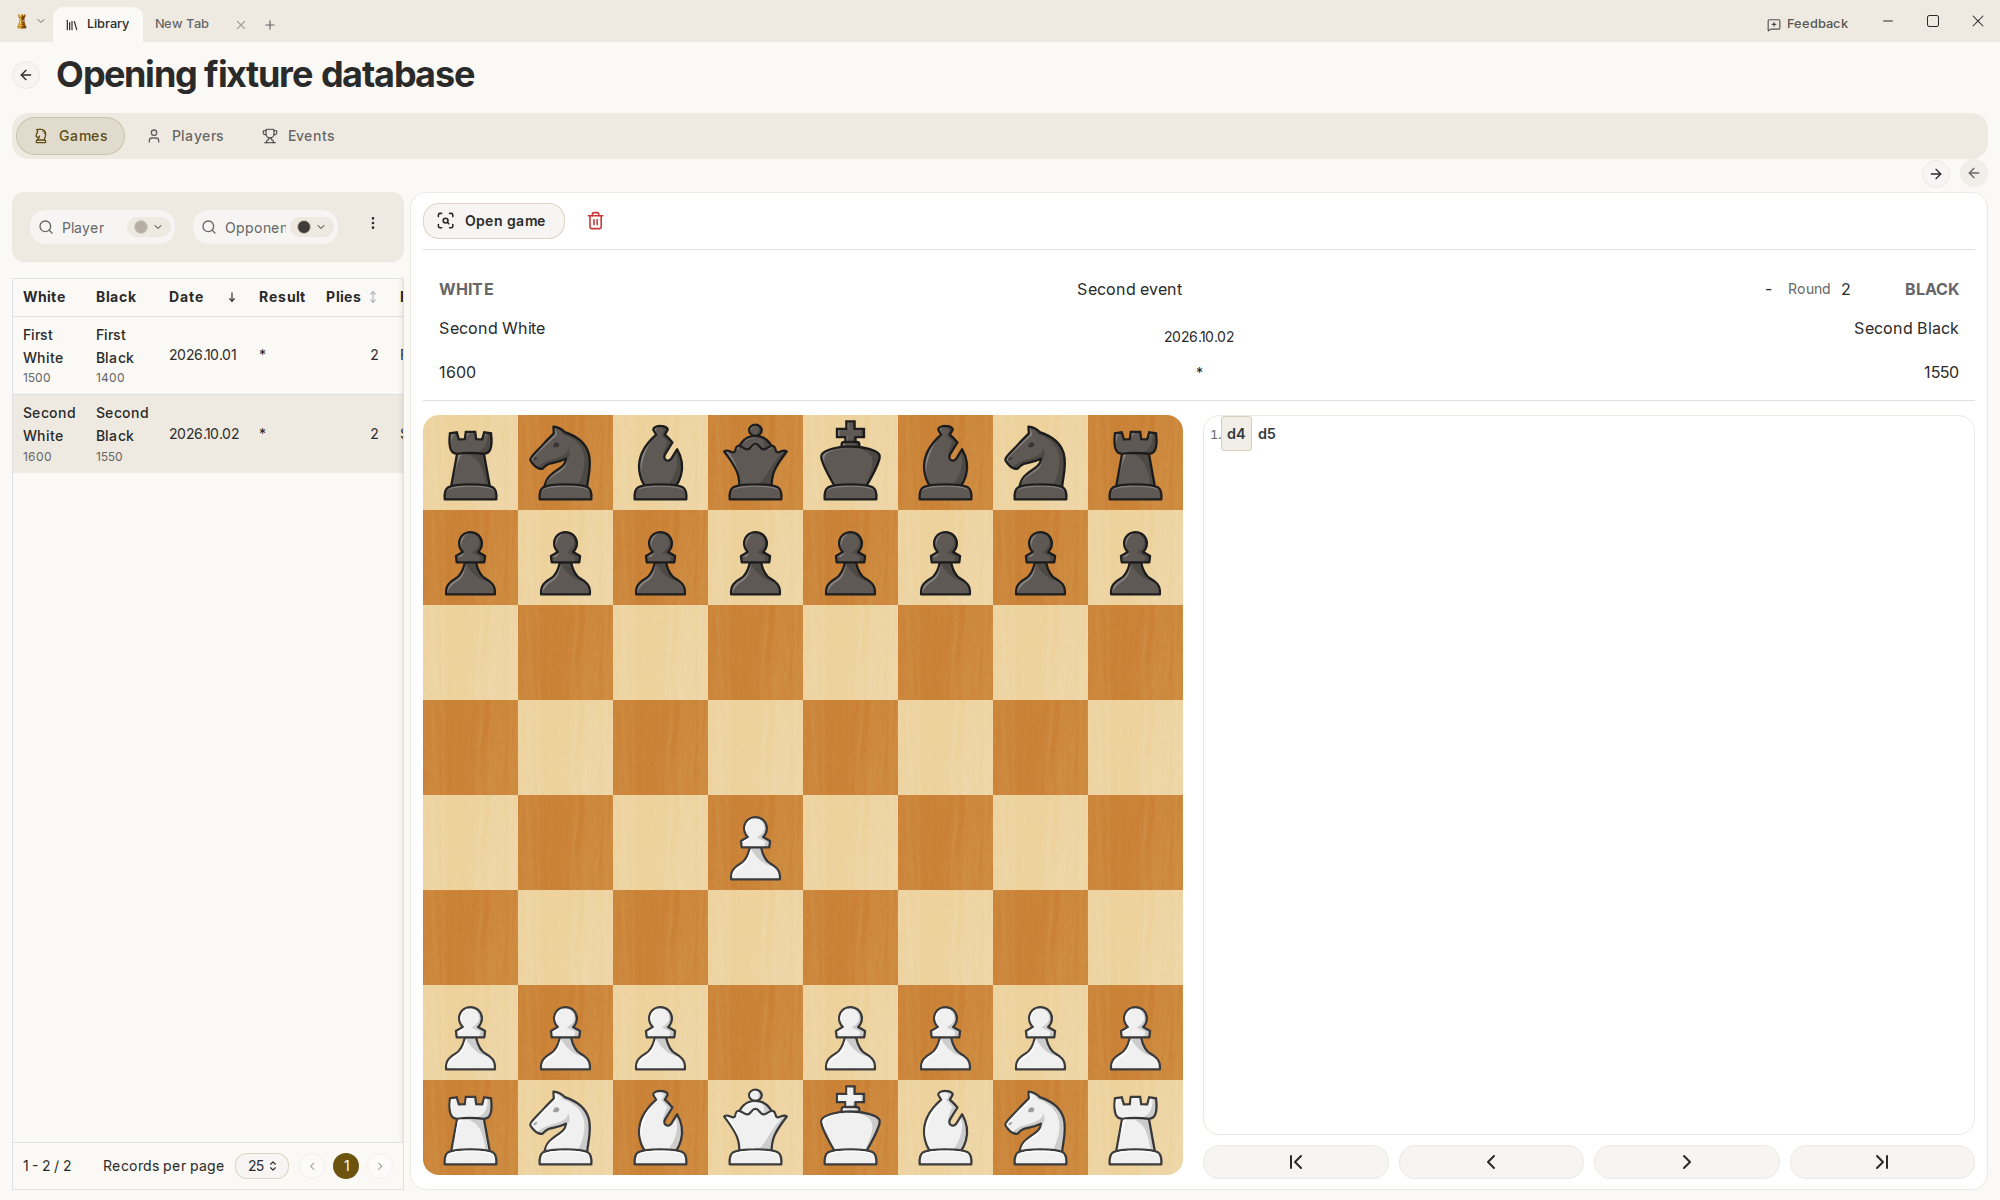 Library
New Tab
Feedback
Opening fixture database
Games
Players
Events
Player
Opponen
Open game
White Black Date Result Plies
First White 1500 First Black 1400 2026.10.01 * 2
Second White 1600 Second Black 1550 2026.10.02 * 2
WHITE Second event - Round 2 BLACK
Second White 2026.10.02 Second Black
1600 * 1550
1. d4 d5
1 - 2 / 2 Records per page 25 1